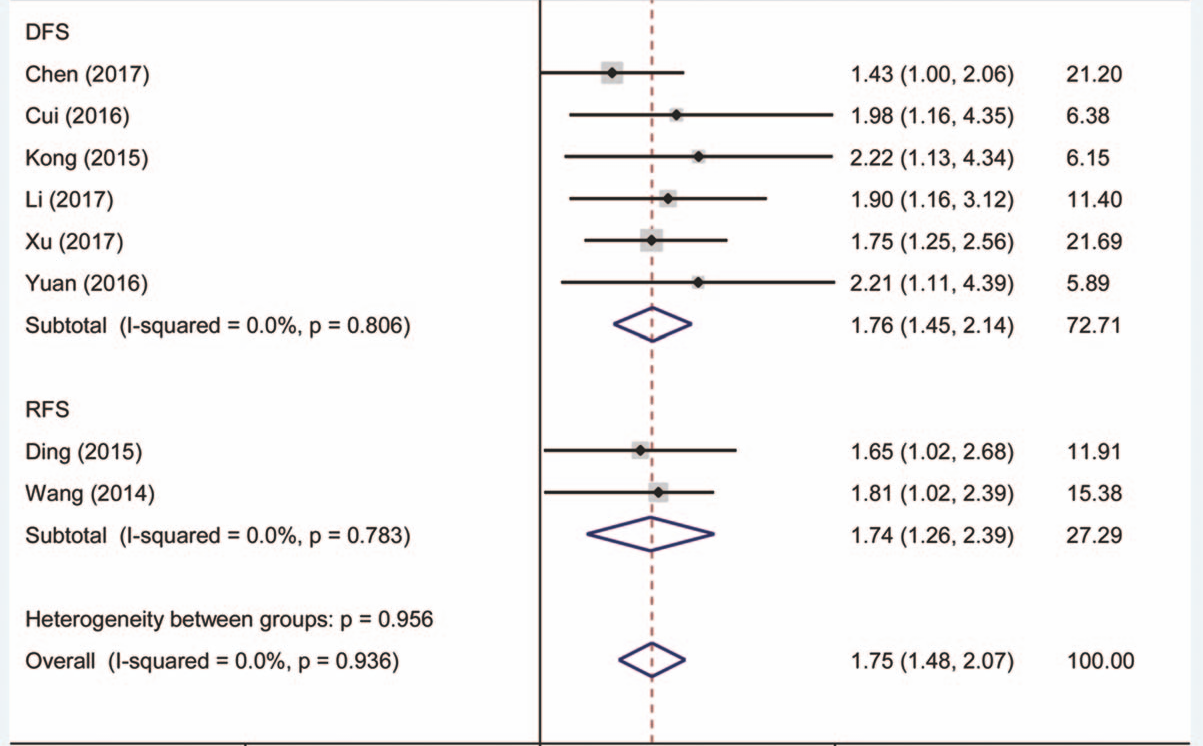 DFS
Chen (2017) 1.43 (1.00, 2.06) 21.20
Cui (2016) 1.98 (1.16, 4.35) 6.38
Kong (2015) 2.22 (1.13, 4.34) 6.15
Li (2017) 1.90 (1.16, 3.12) 11.40
Xu (2017) 1.75 (1.25, 2.56) 21.69
Yuan (2016) 2.21 (1.11, 4.39) 5.89
Subtotal (I-squared = 0.0%, p = 0.806) 1.76 (1.45, 2.14) 72.71
RFS
Ding (2015) 1.65 (1.02, 2.68) 11.91
Wang (2014) 1.81 (1.02, 2.39) 15.38
Subtotal (I-squared = 0.0%, p = 0.783) 1.74 (1.26, 2.39) 27.29
Heterogeneity between groups: p = 0.956
Overall (I-squared = 0.0%, p = 0.936) 1.75 (1.48, 2.07) 100.00